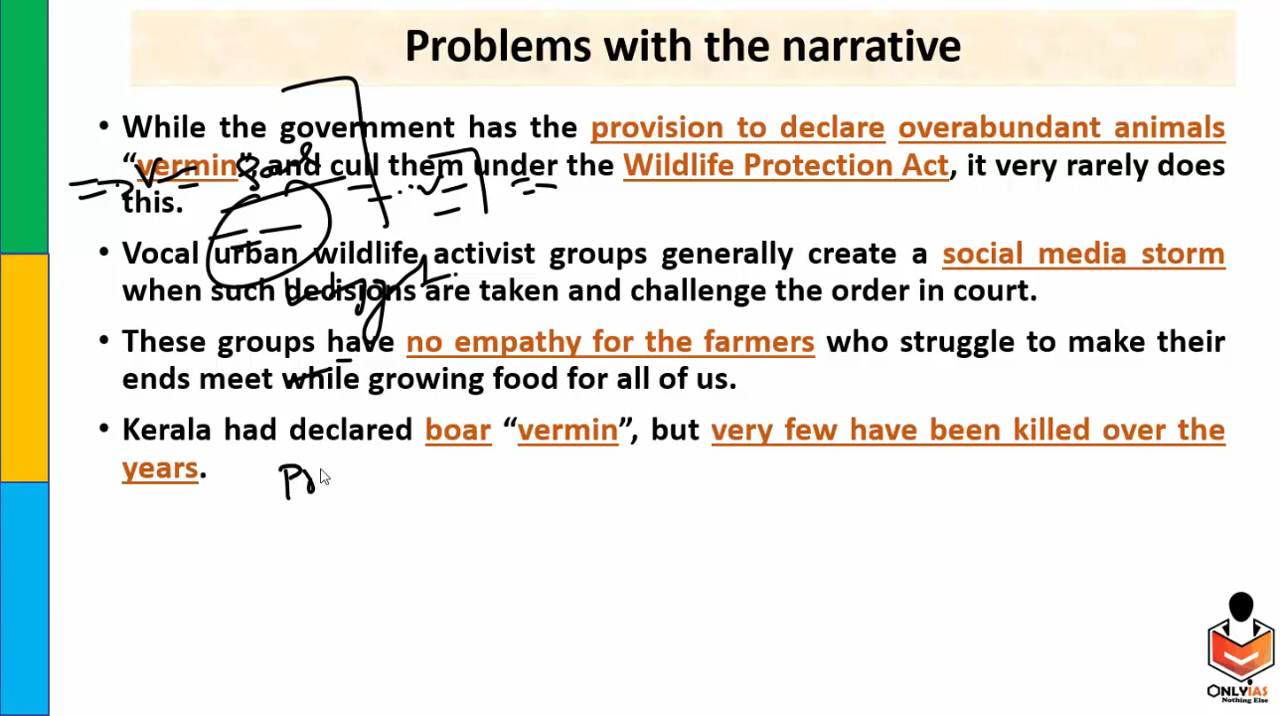 Problems with the narrative
• While the government has the provision to declare overabundant animals
“vermin” and cull them under the Wildlife Protection Act, it very rarely does
this.
• Vocal urban wildlife activist groups generally create a social media storm
when such decisions are taken and challenge the order in court.
• These groups have no empathy for the farmers who struggle to make their
ends meet while growing food for all of us.
• Kerala had declared boar “vermin”, but very few have been killed over the
years.
ONLYIAS
Nothing Else